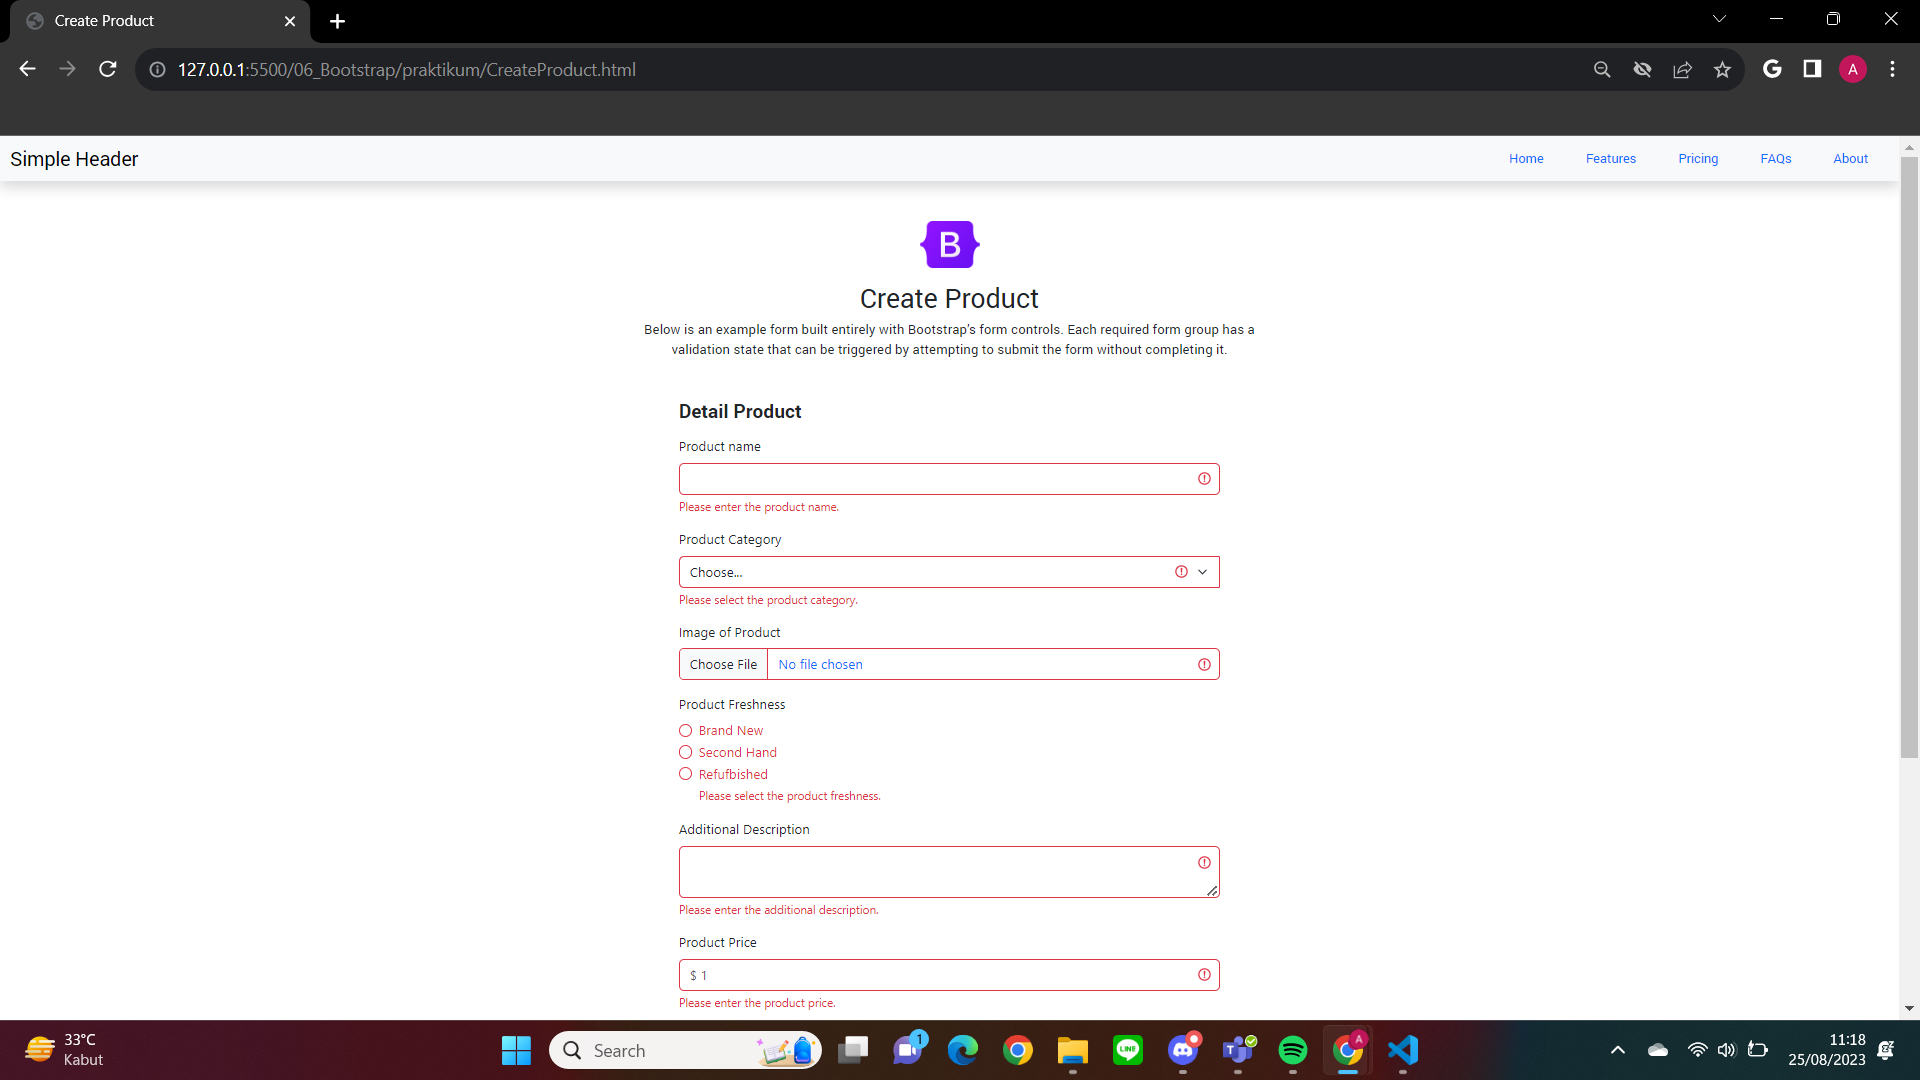 Create Product
127.0.0.1:5500/06_Bootstrap/praktikum/CreateProduct.html
G
A
Simple Header
Home Features Pricing FAQs About
B
Create Product
Below is an example form built entirely with Bootstrap's form controls. Each required form group has a
validation state that can be triggered by attempting to submit the form without completing it.
Detail Product
Product name
Please enter the product name.
Product Category
Choose...
Please select the product category.
Image of Product
Choose File No file chosen
Product Freshness
Brand New
Second Hand
Refufbished
Please select the product freshness.
Additional Description
Please enter the additional description.
Product Price
$ 1
Please enter the product price.
33°C
Kabut
Search
1
LINE
T
A
11:18
25/08/2023